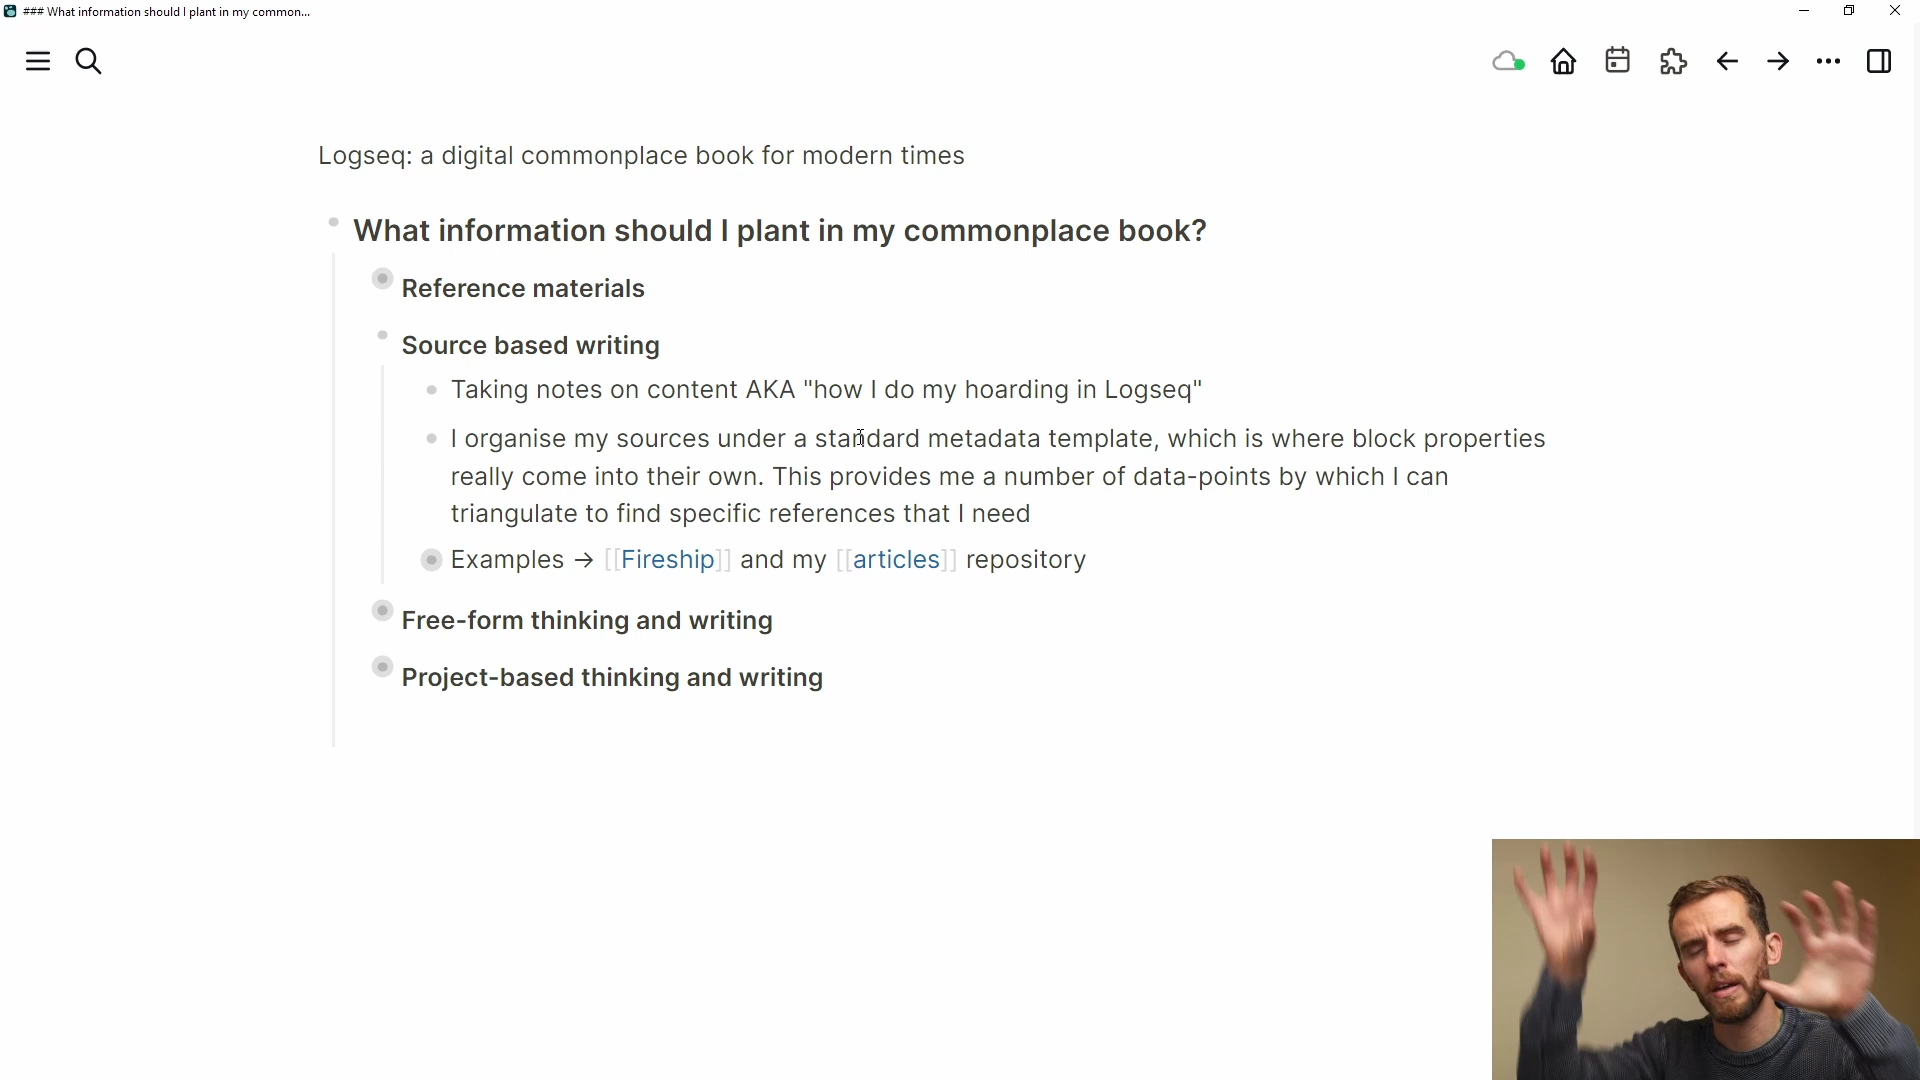 ### What information should I plant in my common...
Logseq: a digital commonplace book for modern times
What information should I plant in my commonplace book?
Reference materials
Source based writing
Taking notes on content AKA "how I do my hoarding in Logseq"
I organise my sources under a standard metadata template, which is where block properties
really come into their own. This provides me a number of data-points by which I can
triangulate to find specific references that I need
Examples → [[Fireship]] and my [[articles]] repository
Free-form thinking and writing
Project-based thinking and writing